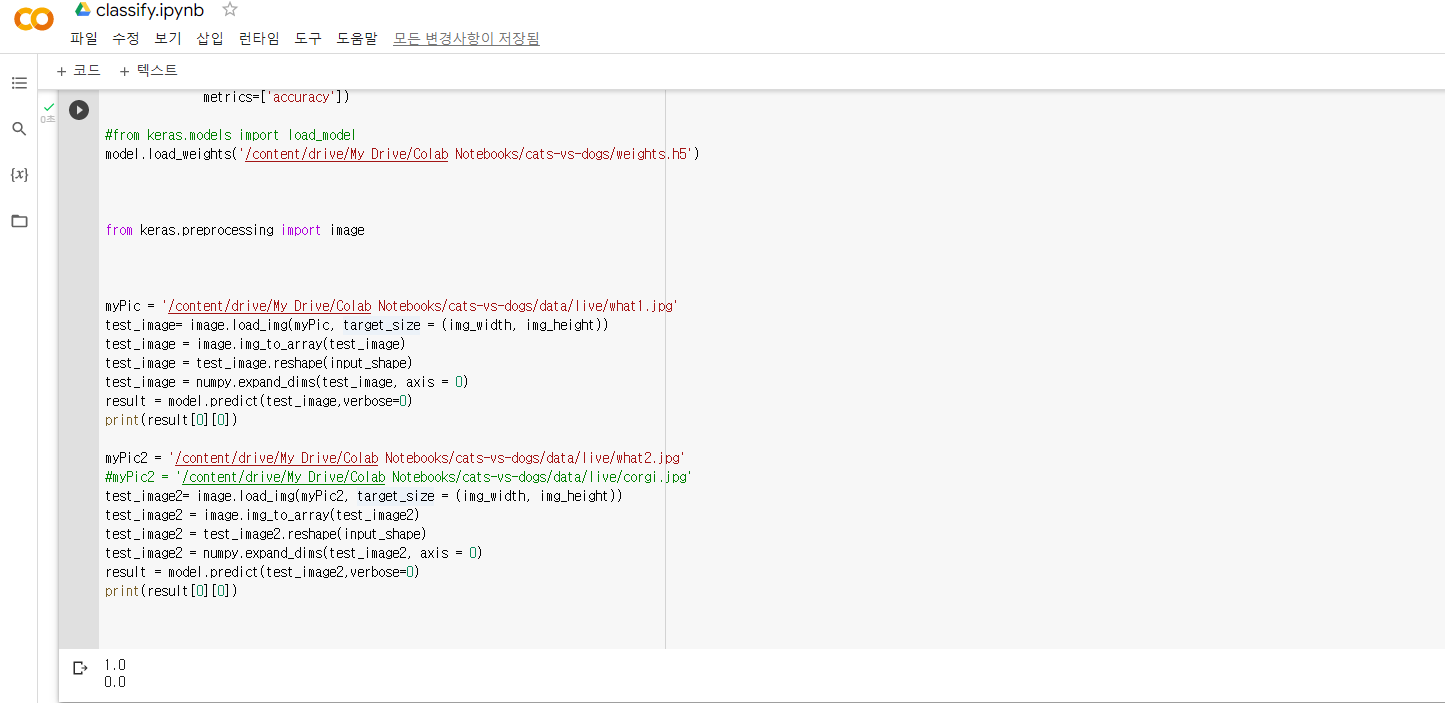 classify.ipynb
파일 수정 보기 삽입 런타임 도구 도움말 모든 변경사항이 저장됨
+ 코드 + 텍스트
metrics=['accuracy'])
0초
#from keras.models import load_model
model.load_weights('/content/drive/My Drive/Colab Notebooks/cats-vs-dogs/weights.h5')
{x}
from keras.preprocessing import image
myPic = '/content/drive/My Drive/Colab Notebooks/cats-vs-dogs/data/live/what1.jpg'
test_image= image.load_img(myPic, target_size = (img_width, img_height))
test_image = image.img_to_array(test_image)
test_image = test_image.reshape(input_shape)
test_image = numpy.expand_dims(test_image, axis = 0)
result = model.predict(test_image,verbose=0)
print(result[0][0])
myPic2 = '/content/drive/My Drive/Colab Notebooks/cats-vs-dogs/data/live/what2.jpg'
#myPic2 = '/content/drive/My Drive/Colab Notebooks/cats-vs-dogs/data/live/corgi.jpg'
test_image2= image.load_img(myPic2, target_size = (img_width, img_height))
test_image2 = image.img_to_array(test_image2)
test_image2 = test_image2.reshape(input_shape)
test_image2 = numpy.expand_dims(test_image2, axis = 0)
result = model.predict(test_image2,verbose=0)
print(result[0][0])
1.0
0.0